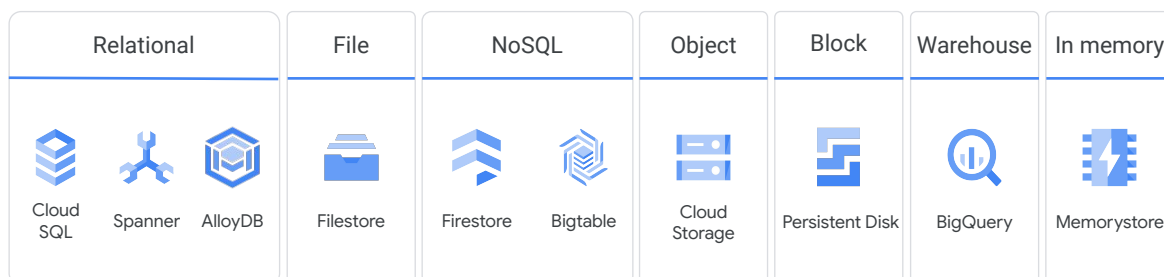 Relational
File
NoSQL
Object
Block
Warehouse
In memory
Cloud
SQL
Spanner
AlloyDB
Filestore
Firestore
Bigtable
Cloud
Storage
Persistent Disk
BigQuery
Memorystore